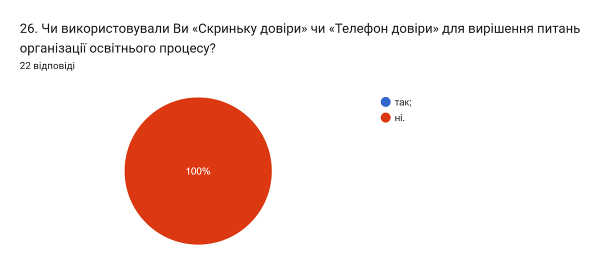 26. Чи використовували Ви «Скриньку довіри» чи «Телефон довіри» для вирішення питань
організації освітнього процесу?
22 відповіді
так;
ні.
100%